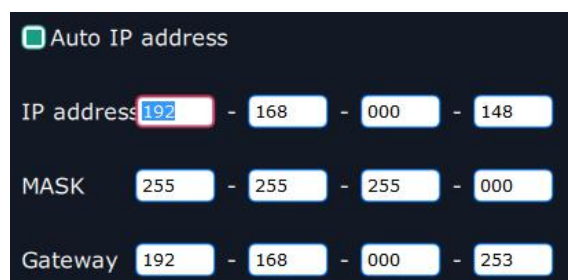 Auto IP address
IP address 192 - 168 - 000 - 148
MASK 255 - 255 - 255 - 000
Gateway 192 - 168 - 000 - 253